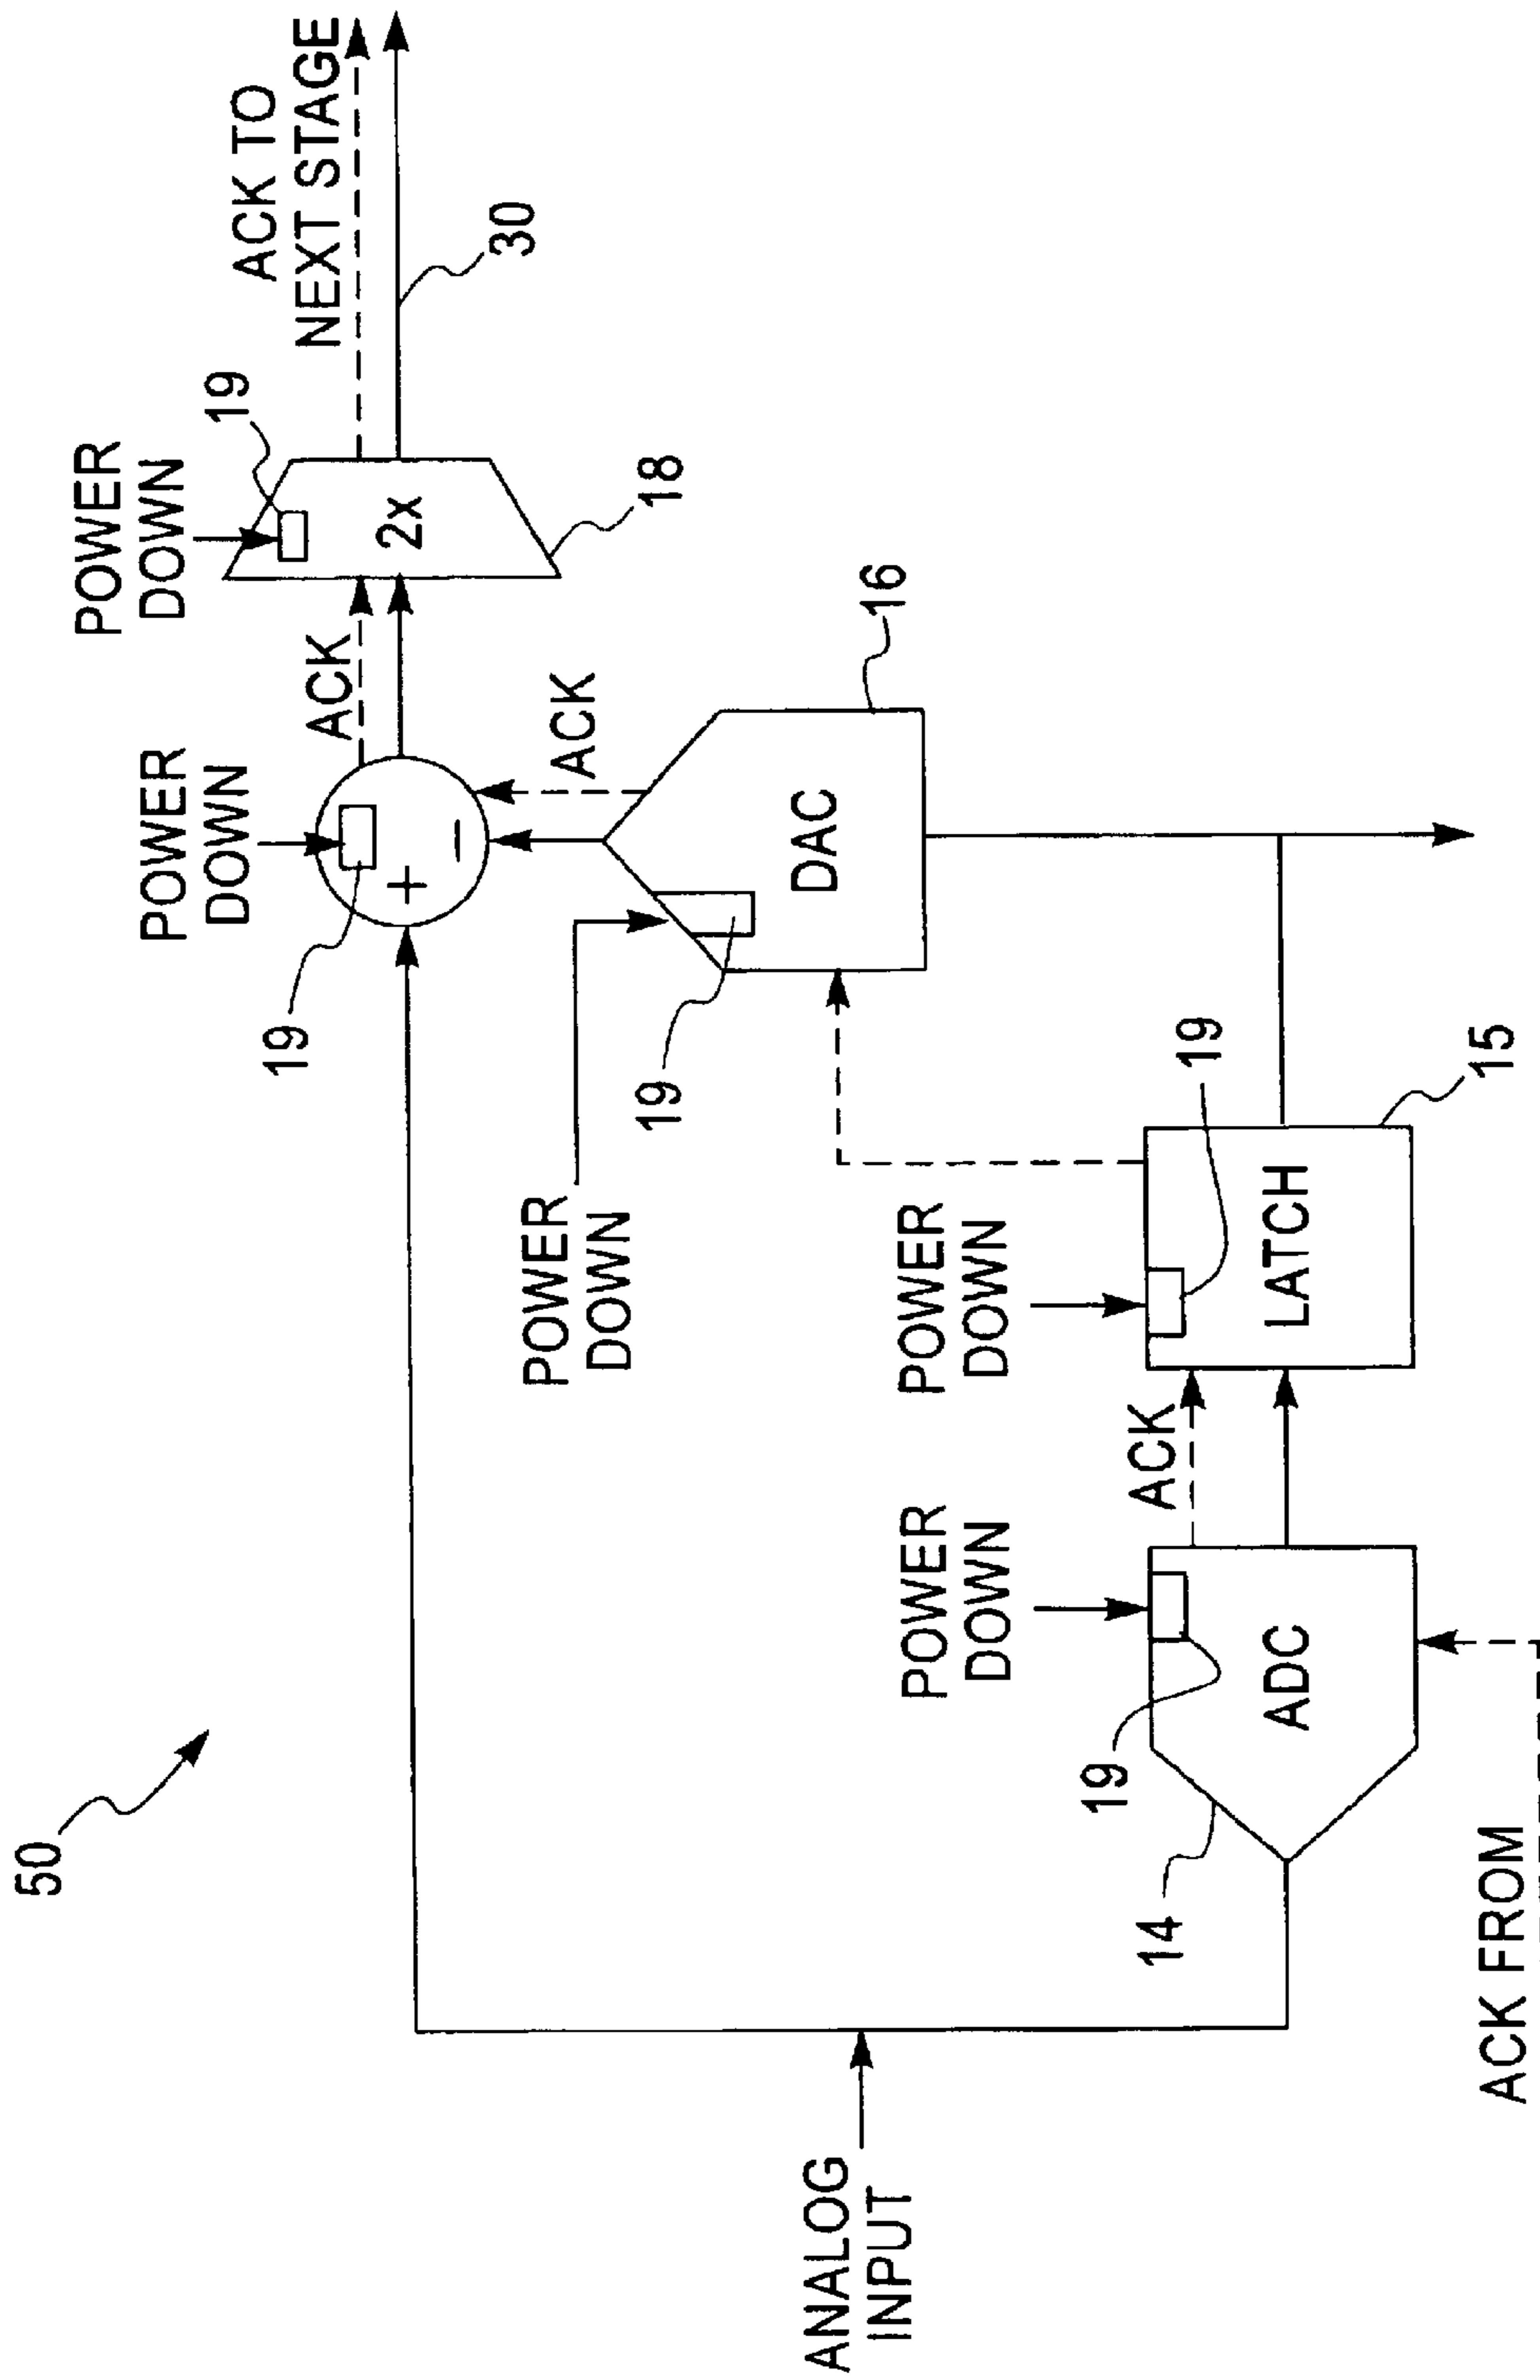 50
ANALOG
INPUT
POWER
DOWN
19
POWER
DOWN
19
ACK TO
NEXT STAGE
ACK
2x
18
30
+
−
ACK
POWER
DOWN
19
DAC
16
POWER
DOWN
19
14
ADC
ACK
POWER
DOWN
19
LATCH
15
ACK FROM